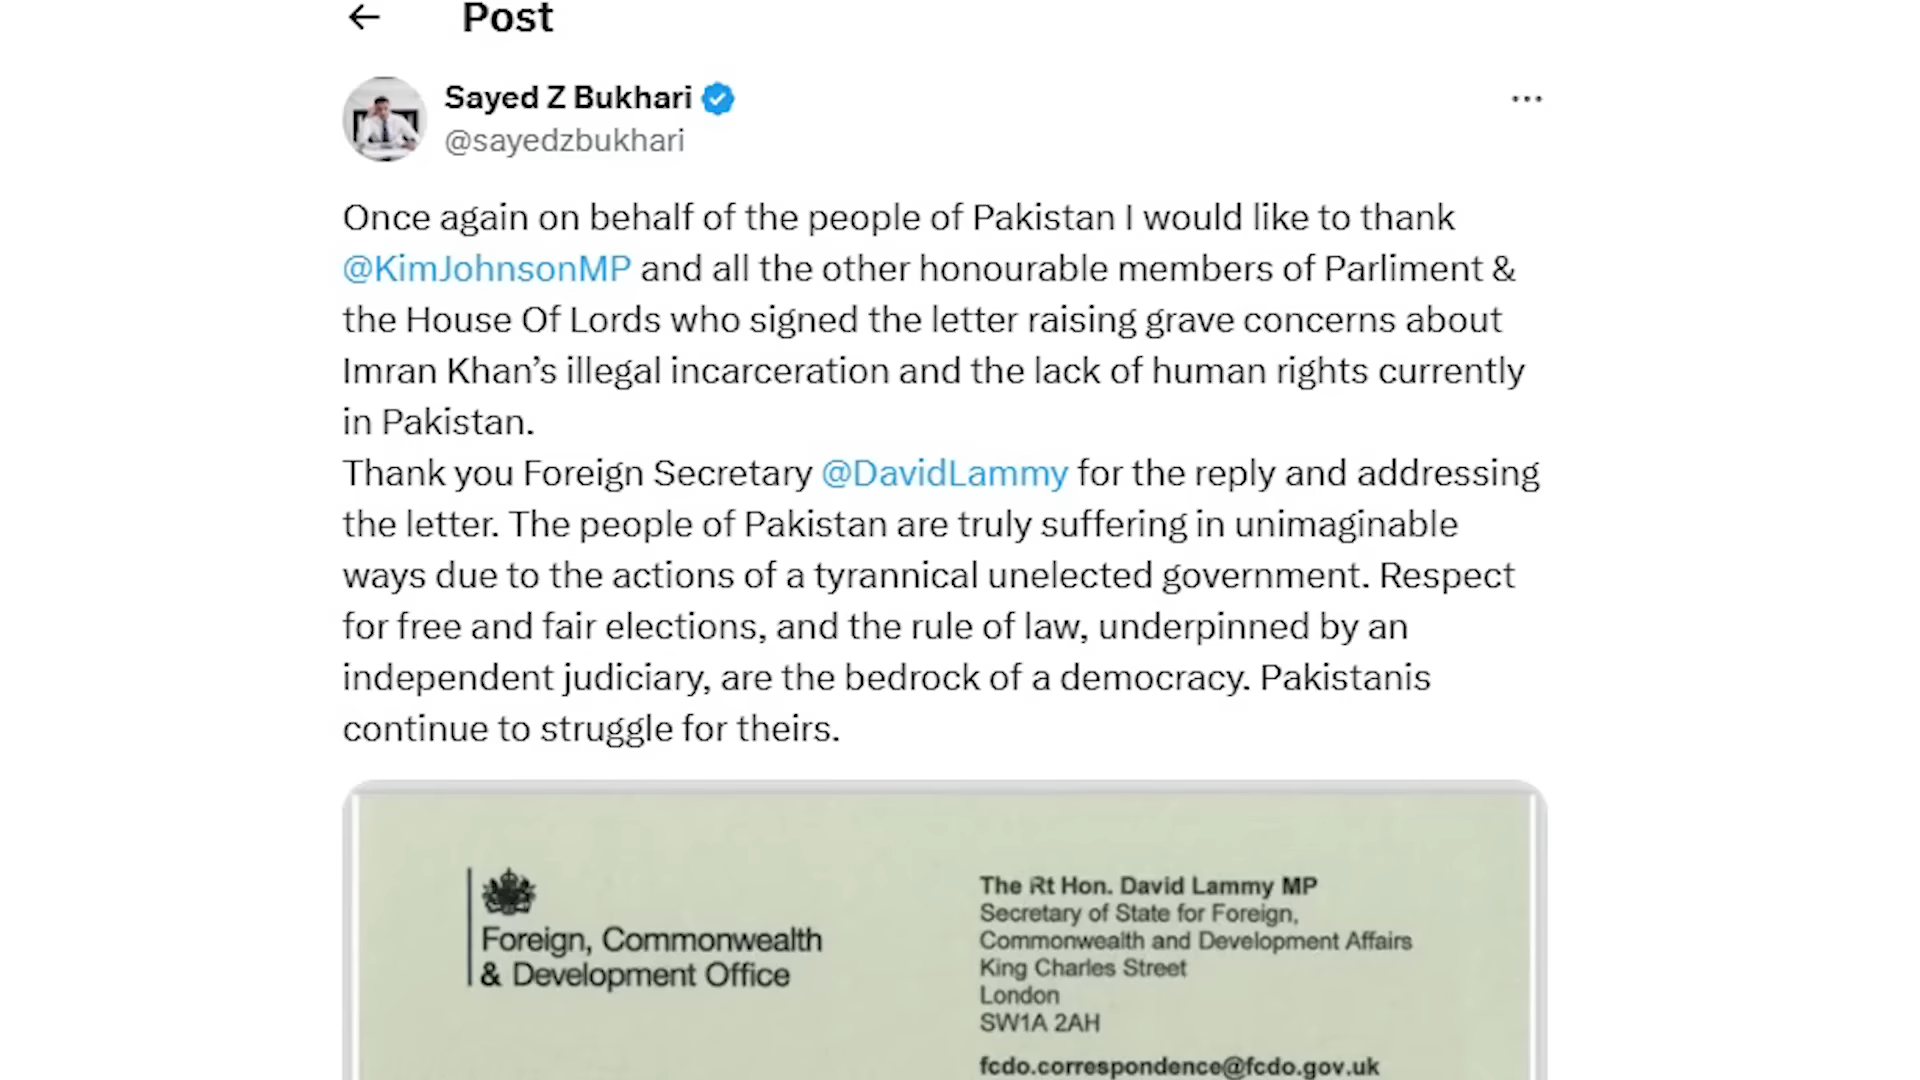 Post
Sayed Z Bukhari
@sayedzbukhari
Once again on behalf of the people of Pakistan I would like to thank
@KimJohnsonMP and all the other honourable members of Parliment &
the House Of Lords who signed the letter raising grave concerns about
Imran Khan’s illegal incarceration and the lack of human rights currently
in Pakistan.
Thank you Foreign Secretary @DavidLammy for the reply and addressing
the letter. The people of Pakistan are truly suffering in unimaginable
ways due to the actions of a tyrannical unelected government. Respect
for free and fair elections, and the rule of law, underpinned by an
independent judiciary, are the bedrock of a democracy. Pakistanis
continue to struggle for theirs.
Foreign, Commonwealth
& Development Office
The Rt Hon. David Lammy MP
Secretary of State for Foreign,
Commonwealth and Development Affairs
King Charles Street
London
SW1A 2AH
fcdo.correspondence@fcdo.gov.uk